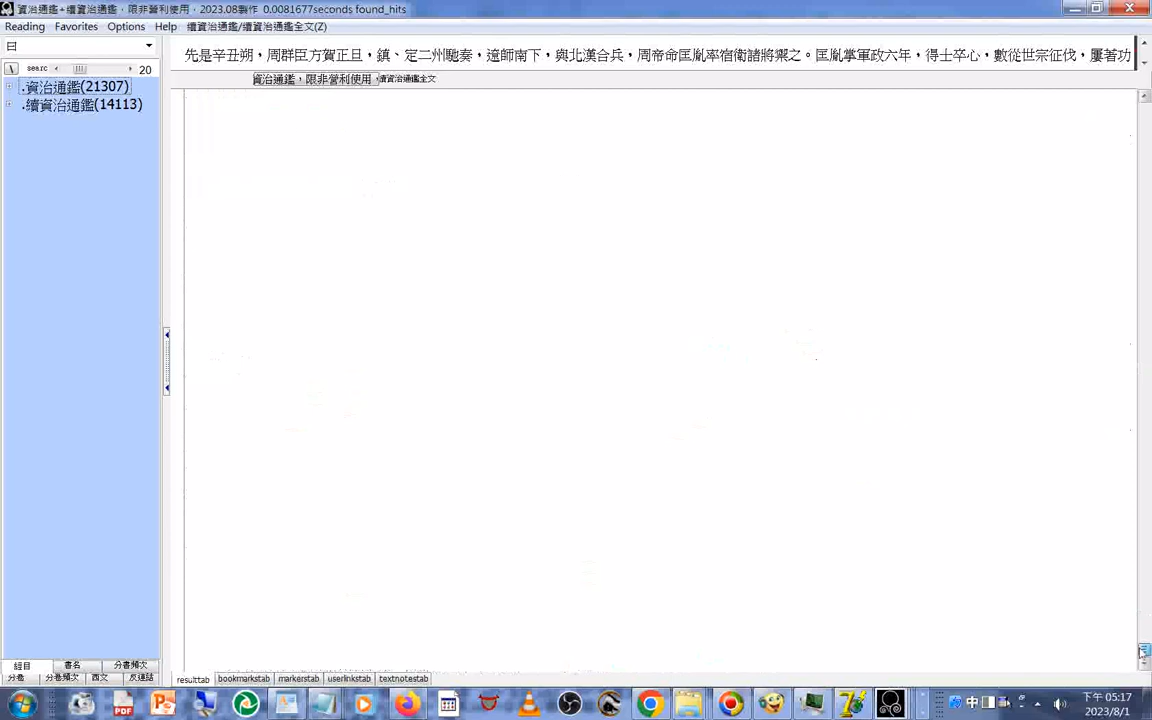 資治通鑑+續資治通鑑，限非營利使用，2023.08製作 0.0081677seconds found_hits
Reading Favorites Options Help 續資治通鑑/續資治通鑑全文(Z)
曰
先是辛丑朔，周群臣方賀正旦，鎮、定二州馳奏，遼師南下，與北漢合兵，周帝命匡胤率宿衛諸將禦之。匡胤掌軍政六年，得士卒心，數從世宗征伐，屢著功
searc 20
資治通鑑，限非營利使用，續資治通鑑全文
.資治通鑑(21307)
.續資治通鑑(14113)
經目 書名 分書頻次
分卷 分卷頻次 西文 反連結
resulttab bookmarkstab markerstab userlinkstab textnotestab
中
下午 05:17
2023/8/1